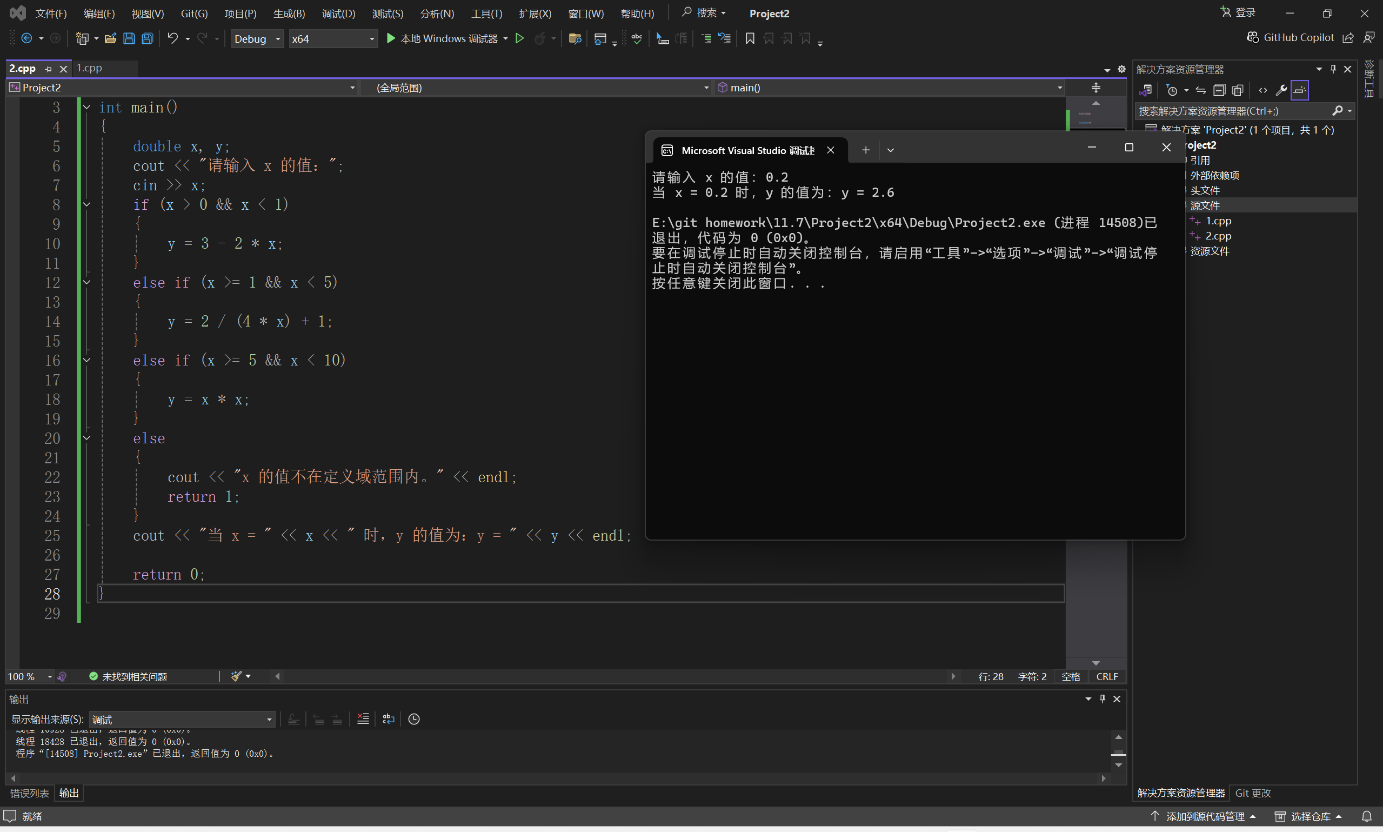 文件(F) 编辑(E) 视图(V) Git(G) 项目(P) 生成(B) 调试(D) 测试(S) 分析(N) 工具(T) 扩展(X) 窗口(W) 帮助(H) 搜索 Project2 登录
Debug x64 本地 Windows 调试器 GitHub Copilot
2.cpp 1.cpp
Project2 (全局范围) main()
3 int main()
4 {
5 double x, y;
6 cout << "请输入 x 的值：";
7 cin >> x;
8 if (x > 0 && x < 1)
9 {
10 y = 3 - 2 * x;
11 }
12 else if (x >= 1 && x < 5)
13 {
14 y = 2 / (4 * x) + 1;
15 }
16 else if (x >= 5 && x < 10)
17 {
18 y = x * x;
19 }
20 else
21 {
22 cout << "x 的值不在定义域范围内。" << endl;
23 return 1;
24 }
25 cout << "当 x = " << x << " 时，y 的值为：y = " << y << endl;
26
27 return 0;
28 }
29
100 % 未找到相关问题 行: 28 字符: 2 空格 CRLF
Microsoft Visual Studio 调试
请输入 x 的值：0.2
当 x = 0.2 时，y 的值为：y = 2.6
E:\git homework\11.7\Project2\x64\Debug\Project2.exe (进程 14508)已
退出，代码为 0 (0x0)。
要在调试停止时自动关闭控制台，请启用“工具”->“选项”->“调试”->“调试停
止时自动关闭控制台”。
按任意键关闭此窗口. . .
解决方案资源管理器
搜索解决方案资源管理器(Ctrl+;)
解决方案 'Project2' (1 个项目，共 1 个)
roject2
引用
外部依赖项
头文件
源文件
1.cpp
2.cpp
资源文件
诊断工具
输出
显示输出来源(S): 调试
线程 18428 已退出，返回值为 0 (0x0)。
程序“[14508] Project2.exe”已退出，返回值为 0 (0x0)。
错误列表 输出
解决方案资源管理器 Git 更改
就绪 添加到源代码管理 选择仓库